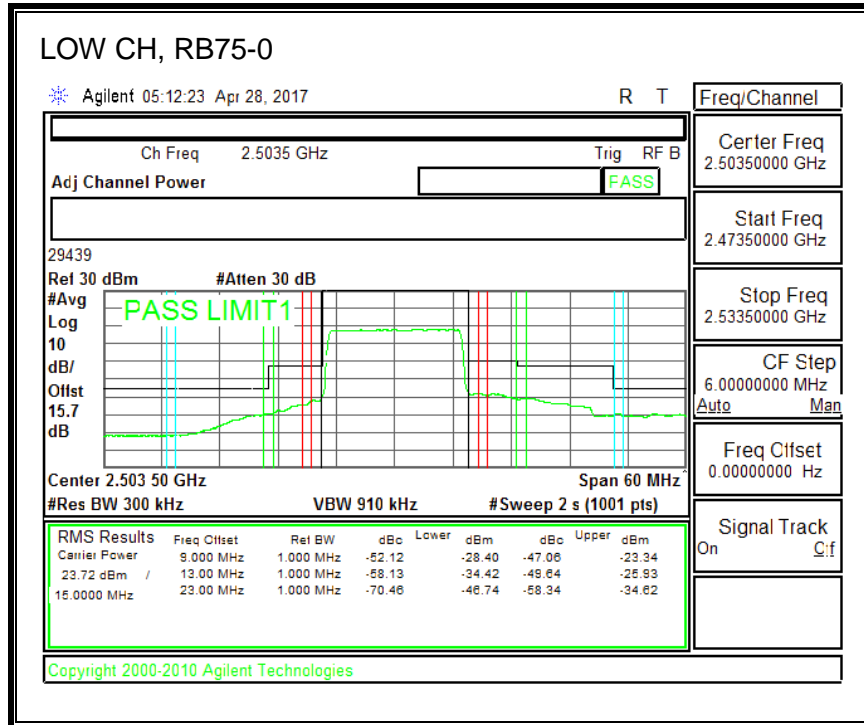 LOW CH, RB75-0
Agilent 05:12:23 Apr 28, 2017 R T
Freq/Channel
Ch Freq 2.5035 GHz Trig RF B
Adj Channel Power PASS
Center Freq
2.50350000 GHz
Start Freq
2.47350000 GHz
Stop Freq
2.53350000 GHz
CF Step
6.00000000 MHz
Auto Man
Freq Offset
0.00000000 Hz
Signal Track
On Off
29439
Ref 30 dBm #Atten 30 dB
#Avg
Log
10
dB/
Offst
15.7
dB
PASS LIMIT1
Center 2.503 50 GHz Span 60 MHz
#Res BW 300 kHz VBW 910 kHz #Sweep 2 s (1001 pts)
RMS Results Freq Offset Ref BW dBc Lower dBm dBc Upper dBm
Carrier Power 9.000 MHz 1.000 MHz -52.12 -28.40 -47.06 -23.34
23.72 dBm / 13.00 MHz 1.000 MHz -58.13 -34.42 -49.64 -25.93
15.0000 MHz 23.00 MHz 1.000 MHz -70.46 -46.74 -58.34 -34.62
Copyright 2000-2010 Agilent Technologies